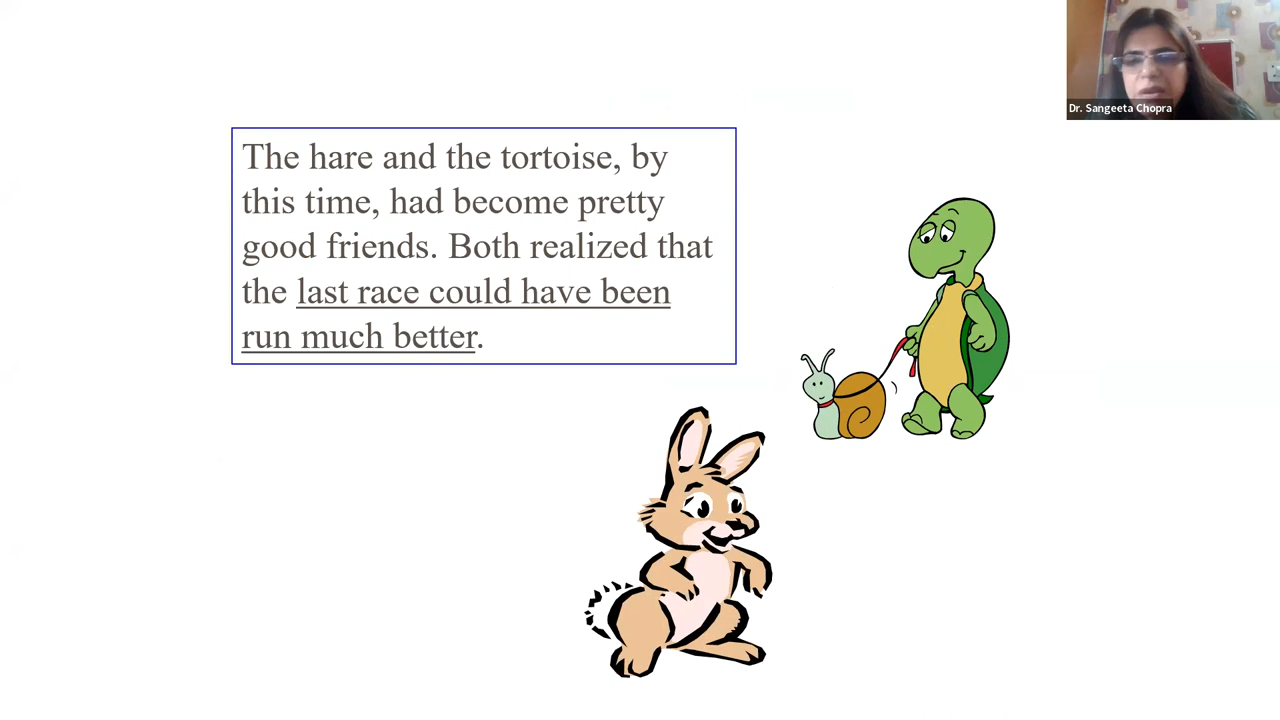 The hare and the tortoise, by
this time, had become pretty
good friends. Both realized that
the last race could have been
run much better.
Dr. Sangeeta Chopra